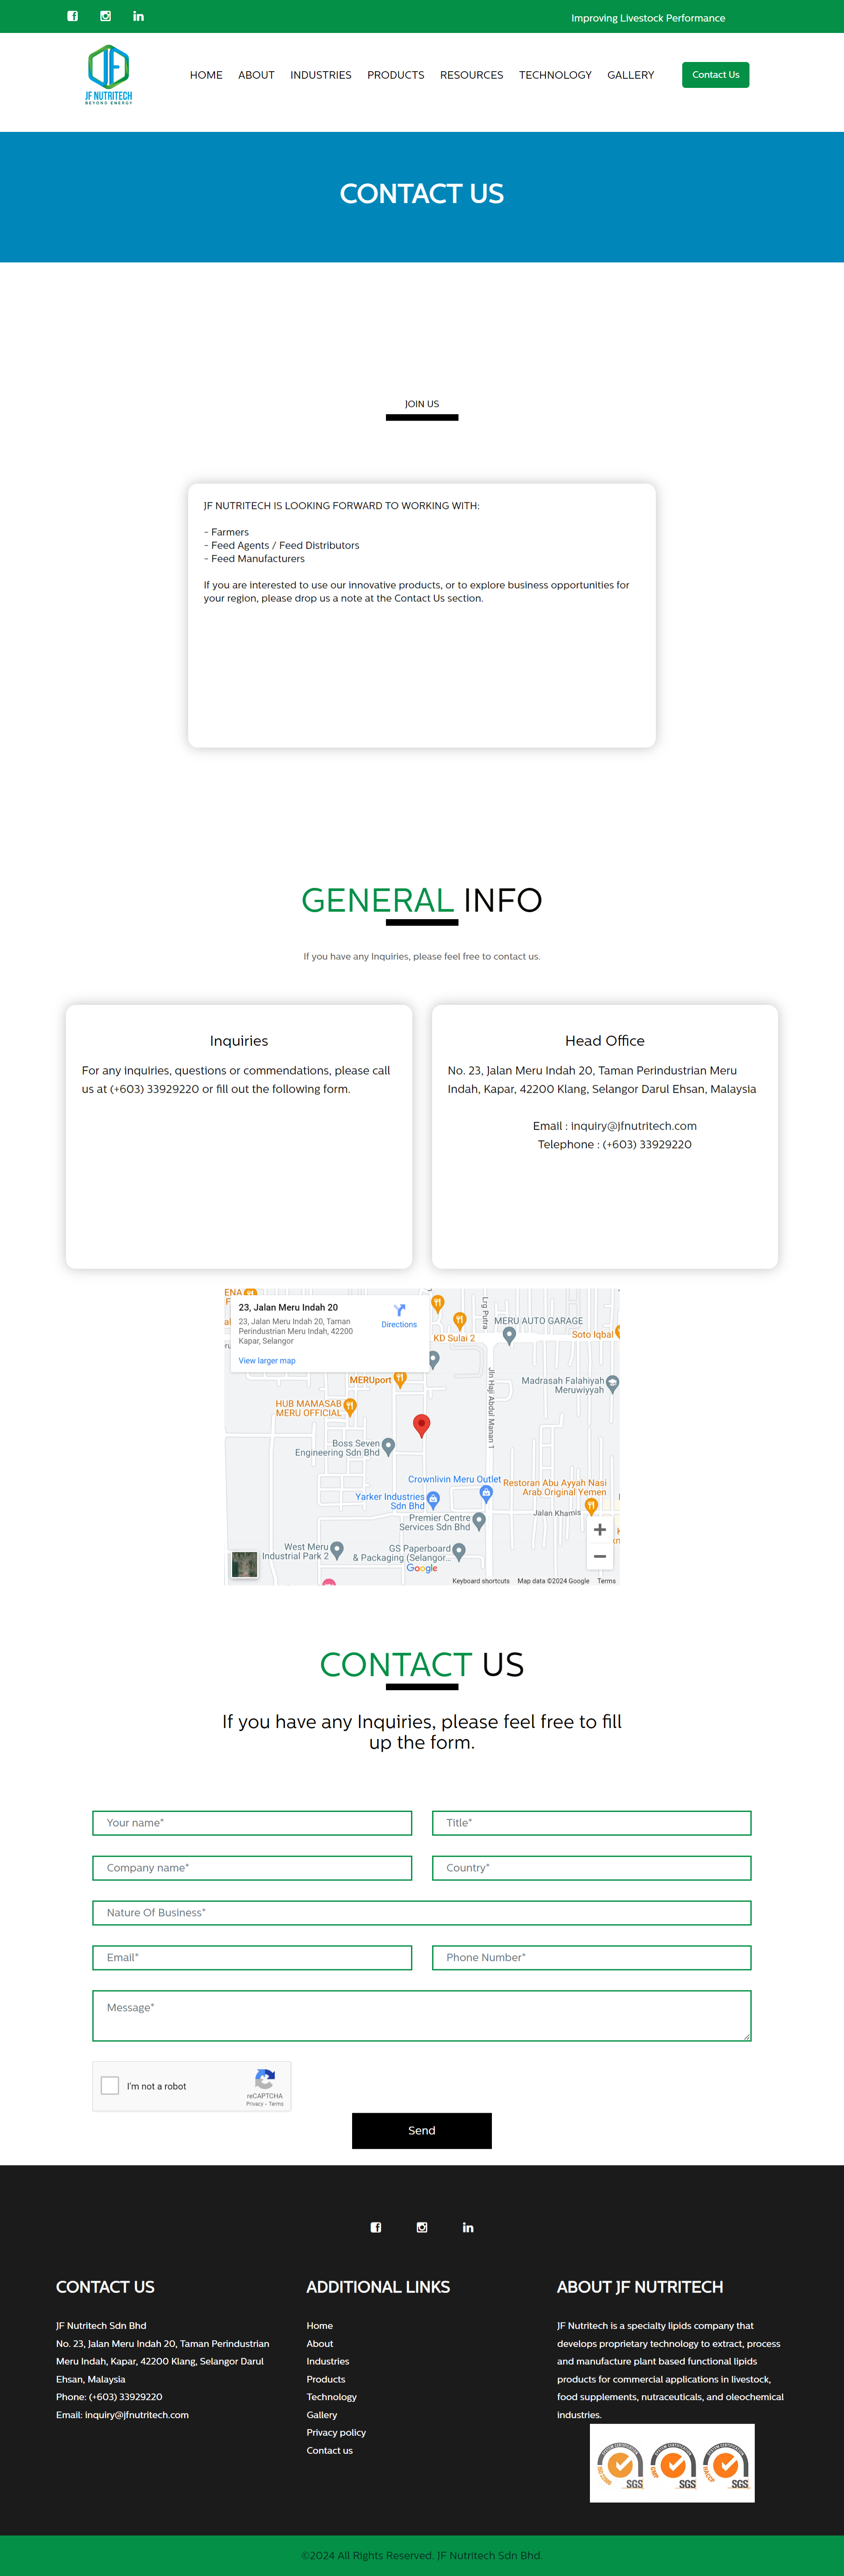 Improving Livestock Performance
JF NUTRITECH
BEYOND ENERGY
HOME ABOUT INDUSTRIES PRODUCTS RESOURCES TECHNOLOGY GALLERY Contact Us
CONTACT US
JOIN US
JF NUTRITECH IS LOOKING FORWARD TO WORKING WITH:
- Farmers
- Feed Agents / Feed Distributors
- Feed Manufacturers
If you are interested to use our innovative products, or to explore business opportunities for
your region, please drop us a note at the Contact Us section.
GENERAL INFO
If you have any Inquiries, please feel free to contact us.
Inquiries
For any inquiries, questions or commendations, please call
us at (+603) 33929220 or fill out the following form.
Head Office
No. 23, Jalan Meru Indah 20, Taman Perindustrian Meru
Indah, Kapar, 42200 Klang, Selangor Darul Ehsan, Malaysia
Email : inquiry@jfnutritech.com
Telephone : (+603) 33929220
23, Jalan Meru Indah 20
23, Jalan Meru Indah 20, Taman
Perindustrian Meru Indah, 42200
Kapar, Selangor
Directions
View larger map
ENA
Lrg Putra
MERU AUTO GARAGE
KD Sulai 2
Soto Iqbal
MERUport
Madrasah Falahiyah
Meruwiyyah
HUB MAMASAB
MERU OFFICIAL
Jln Haji Abdul Manan 1
Boss Seven
Engineering Sdn Bhd
Crownlivin Meru Outlet
Restoran Abu Ayyah Nasi
Arab Original Yemen
Yarker Industries
Sdn Bhd
Premier Centre
Services Sdn Bhd
Jalan Khamis
West Meru
Industrial Park 2
GS Paperboard
& Packaging (Selangor...
Google
Keyboard shortcuts Map data ©2024 Google Terms
CONTACT US
If you have any Inquiries, please feel free to fill
up the form.
Your name*
Title*
Company name*
Country*
Nature Of Business*
Email*
Phone Number*
Message*
I'm not a robot
reCAPTCHA
Privacy - Terms
Send
CONTACT US
JF Nutritech Sdn Bhd
No. 23, Jalan Meru Indah 20, Taman Perindustrian
Meru Indah, Kapar, 42200 Klang, Selangor Darul
Ehsan, Malaysia
Phone: (+603) 33929220
Email: inquiry@jfnutritech.com
ADDITIONAL LINKS
Home
About
Industries
Products
Technology
Gallery
Privacy policy
Contact us
ABOUT JF NUTRITECH
JF Nutritech is a specialty lipids company that
develops proprietary technology to extract, process
and manufacture plant based functional lipids
products for commercial applications in livestock,
food supplements, nutraceuticals, and oleochemical
industries.
SYSTEM CERTIFICATION
ISO 22000
SGS
SYSTEM CERTIFICATION
GMP
SGS
SYSTEM CERTIFICATION
HACCP
SGS
©2024 All Rights Reserved. JF Nutritech Sdn Bhd.